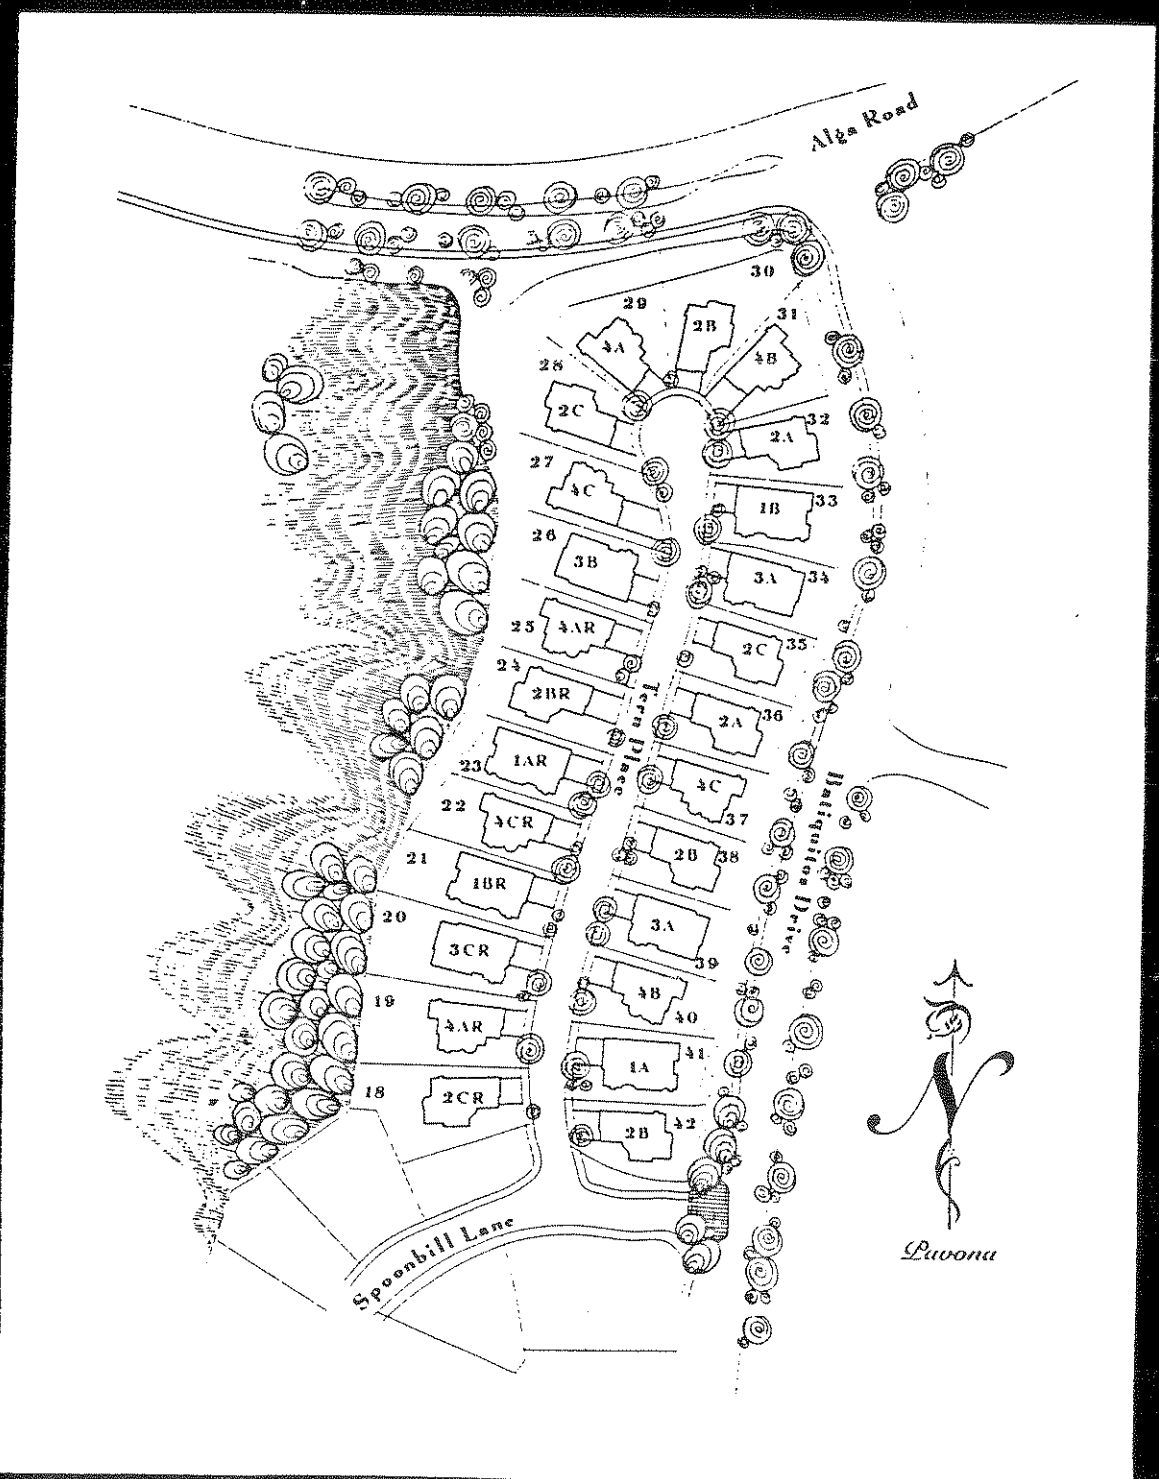 Alga Road
30
29
2B
31
4A
4B
28
2C
32
2A
27
4C
33
1B
26
3B
3A
34
25
4AR
35
2C
24
2BR
36
2A
Tern Place
23
1AR
4C
37
22
4CR
Batiquitos Drive
21
1BR
2B
38
20
3CR
3A
39
19
4AR
4B
40
18
2CR
1A
41
2B
42
Spoonbill Lane
N
Pavona